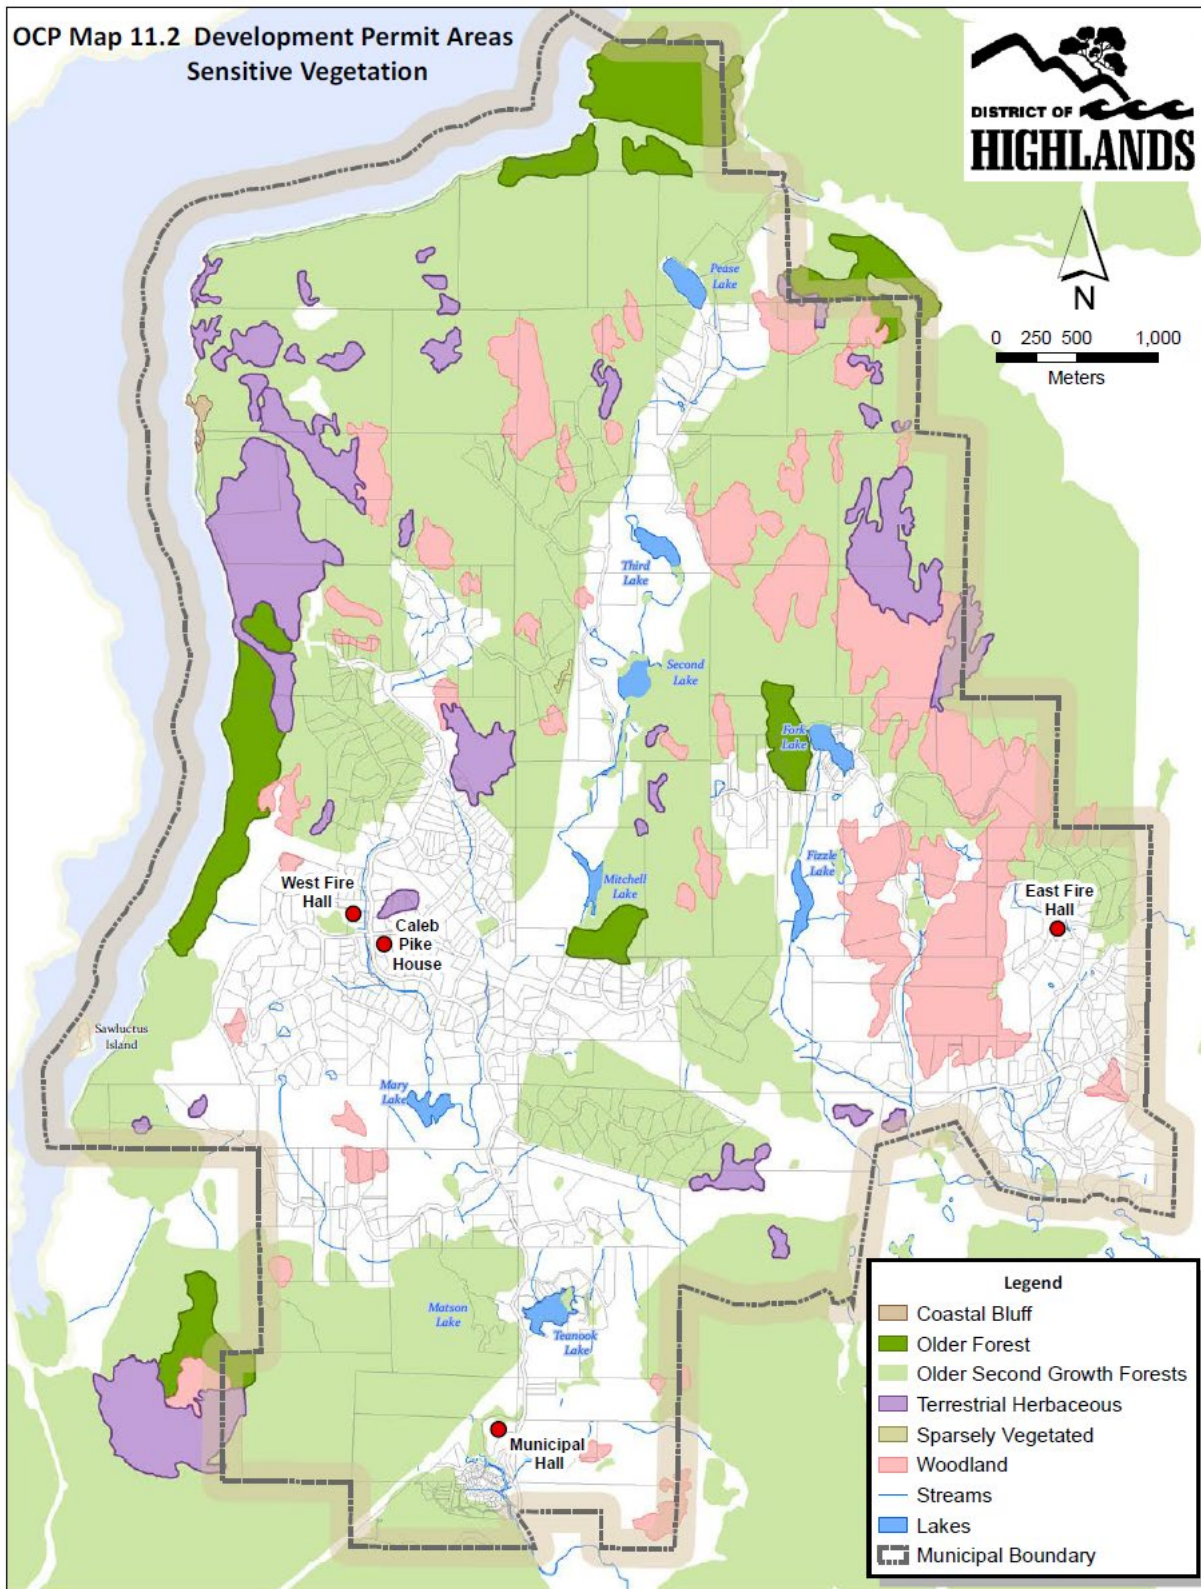 OCP Map 11.2 Development Permit Areas
Sensitive Vegetation
DISTRICT OF
HIGHLANDS
N
0 250 500 1,000
Meters
Pease
Lake
Third
Lake
Second
Lake
Fork
Lake
Fizzle
Lake
Mitchell
Lake
West Fire
Hall
Caleb
Pike
House
East Fire
Hall
Sawluctus
Island
Mary
Lake
Matson
Lake
Teanook
Lake
Municipal
Hall
Legend
Coastal Bluff
Older Forest
Older Second Growth Forests
Terrestrial Herbaceous
Sparsely Vegetated
Woodland
Streams
Lakes
Municipal Boundary